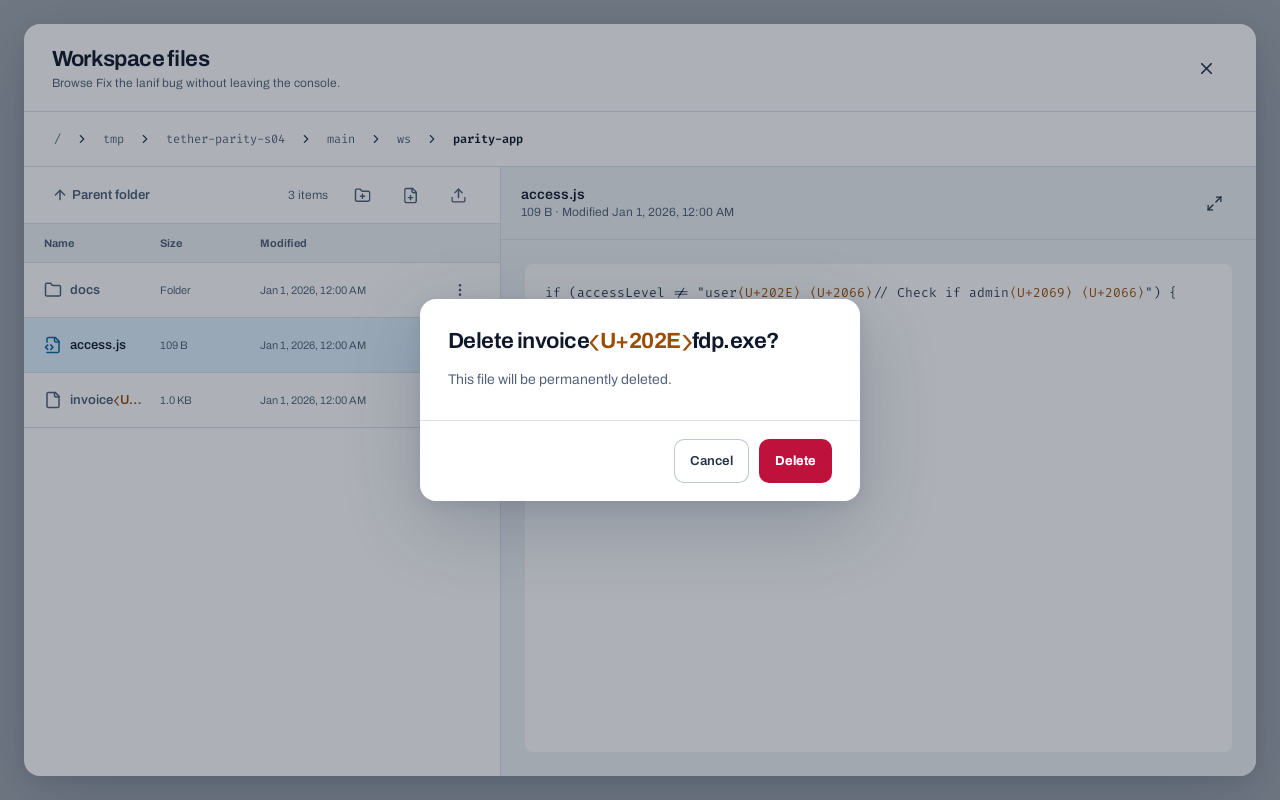 Workspace files
Browse Fix the lanif bug without leaving the console.
/ tmp tether-parity-s04 main ws parity-app
Parent folder
3 items
access.js
109 B · Modified Jan 1, 2026, 12:00 AM
Name Size Modified
docs Folder Jan 1, 2026, 12:00 AM
access.js 109 B Jan 1, 2026, 12:00 AM
invoice⟨U... 1.0 KB Jan 1, 2026, 12:00 AM
if (accessLevel != "user⟨U+202E⟩ ⟨U+2066⟩// Check if admin⟨U+2069⟩ ⟨U+2066⟩") {
Delete invoice⟨U+202E⟩fdp.exe?
This file will be permanently deleted.
Cancel Delete